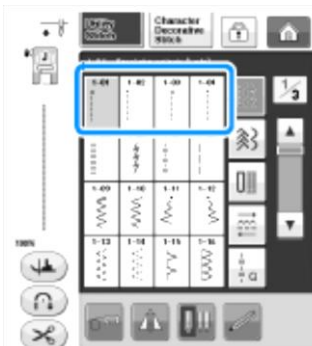 Utility Stitch
Character Decorative Stitch
1-01 1-02 1-03 1-04
1/3
J
1-09 1-10 1-11 1-12
100%
1-13 1-14 1-15 1-16
a